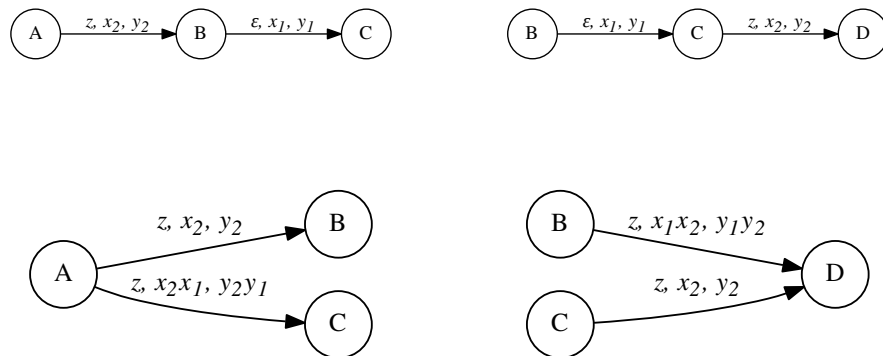 z, x₂, y₂ ε, x₁, y₁ ε, x₁, y₁ z, x₂, y₂
A B C B C D
B B
z, x₂, y₂ z, x₁x₂, y₁y₂
A D
z, x₂x₁, y₂y₁ z, x₂, y₂
C C